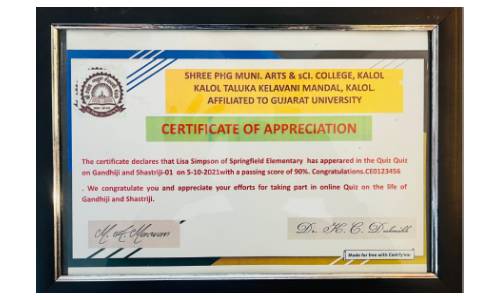 SHREE PHG MUNI. ARTS & sCI. COLLEGE, KALOL
KALOL TALUKA KELAVANI MANDAL, KALOL.
AFFILIATED TO GUJARAT UNIVERSITY
CERTIFICATE OF APPRECIATION
The certificate declares that Lisa Simpson of Springfield Elementary has apperared in the Quiz Quiz
on Gandhiji and Shastriji-01 on 5-10-2021with a passing score of 90%. Congratulations.CE0123456
. We congratulate you and appreciate your efforts for taking part in online Quiz on the life of
Gandhiji and Shastriji.
Dr. H. C.
Made for free with Certify'em